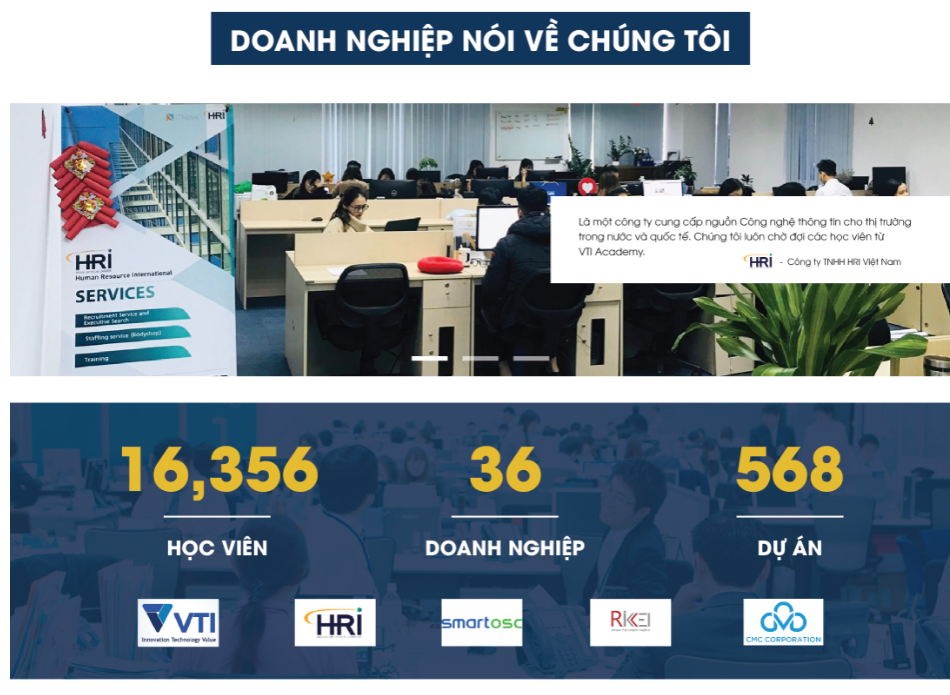 DOANH NGHIỆP NÓI VỀ CHÚNG TÔI
HRI
HRI
Human Resource International
SERVICES
Recruitment Service and
Executive Search
Staffing service (Bodyshop)
Training
Là một công ty cung cấp nguồn Công nghệ thông tin cho thị trường
trong nước và quốc tế. Chúng tôi luôn chờ đợi các học viên từ
VTI Academy.
HRI - Công ty TNHH HRI Việt Nam
16,356 36 568
HỌC VIÊN DOANH NGHIỆP DỰ ÁN
VTI HRI smartosc RIKKEI
Innovation Technology Value
CMC CORPORATION